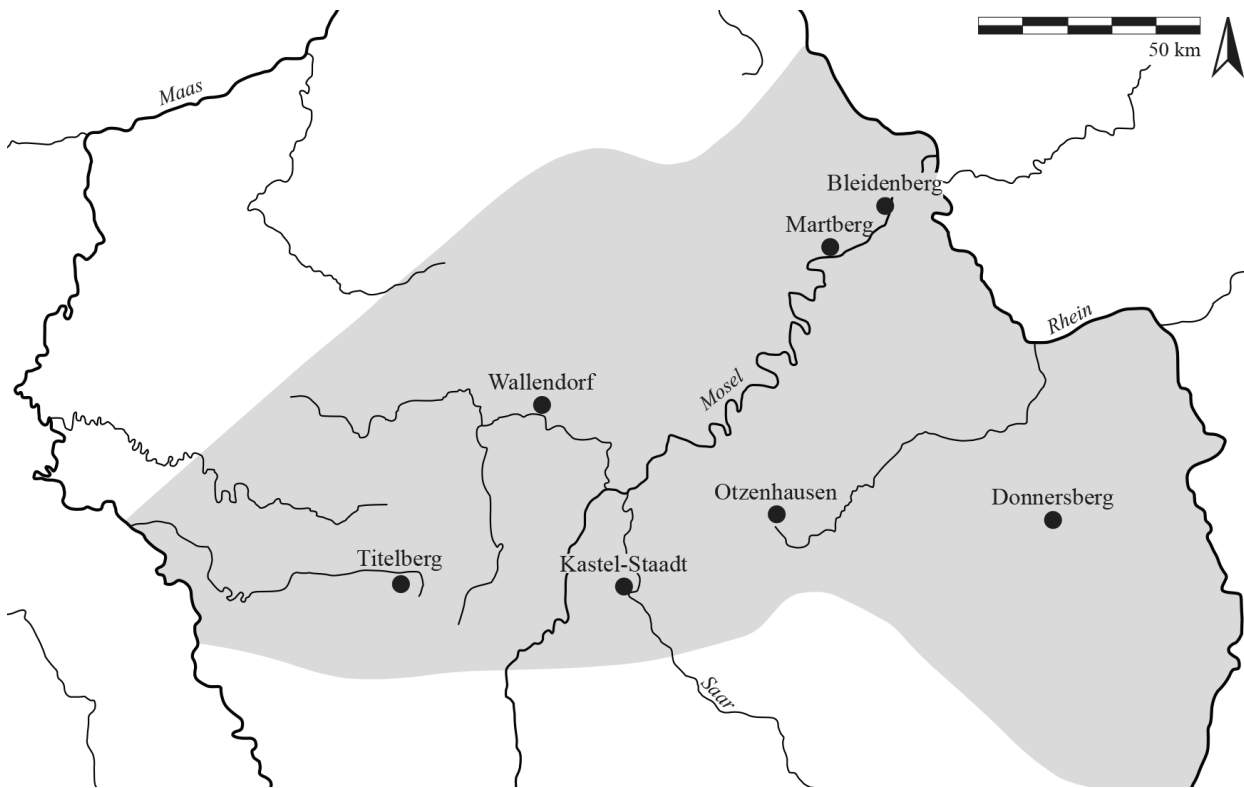 50 km
Maas
Bleidenberg
Martberg
Rhein
Wallendorf
Mosel
Otzenhausen
Donnersberg
Titelberg
Kastel-Staadt
Saar